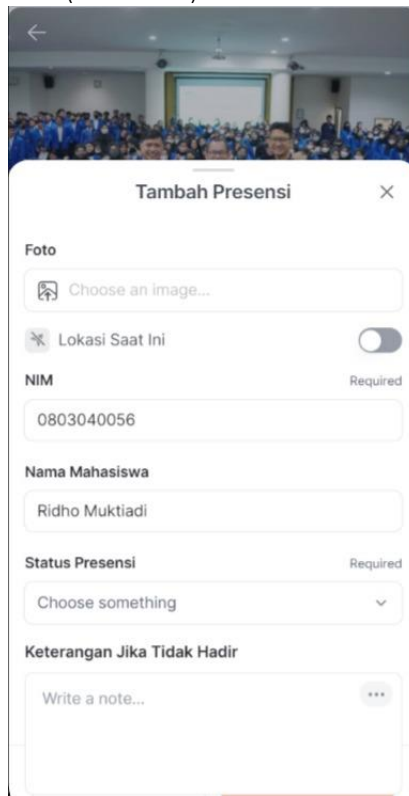 Tambah Presensi
Foto
Choose an image...
Lokasi Saat Ini
NIM Required
0803040056
Nama Mahasiswa
Ridho Muktiadi
Status Presensi Required
Choose something
Keterangan Jika Tidak Hadir
Write a note...